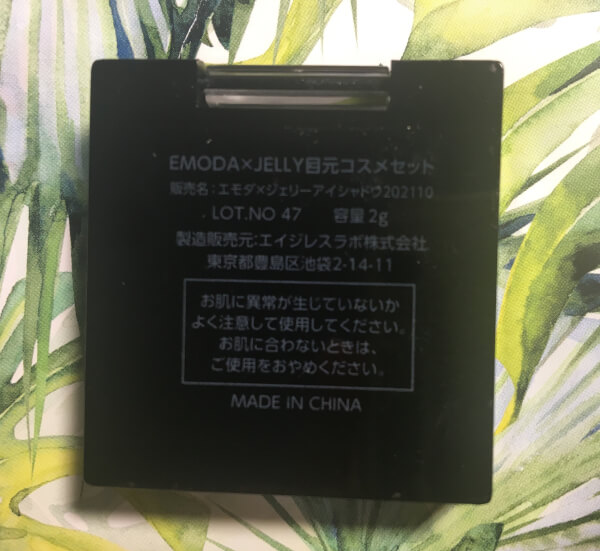 EMODA×JELLY目元コスメセット
販売名:エモダ×ジェリーアイシャドウ202110
LOT.NO 47 容量2g
製造販売元:エイジレスラボ株式会社
東京都豊島区池袋2-14-11
お肌に異常が生じていないか
よく注意して使用してください。
お肌に合わないときは、
ご使用をおやめください。
MADE IN CHINA